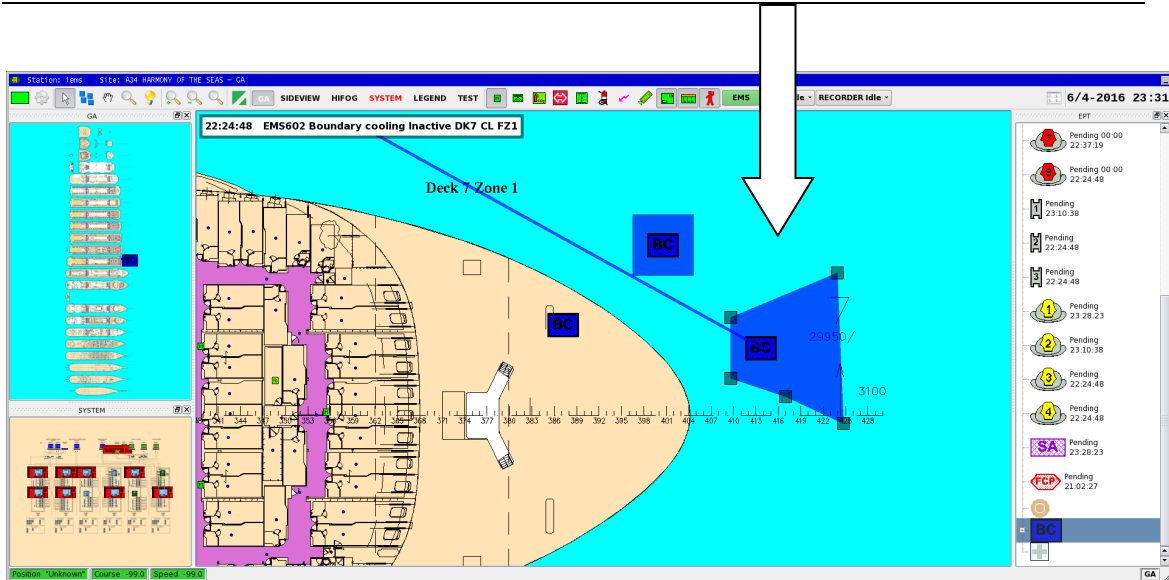 Station: iems Site: A34 HARMONY OF THE SEAS - GA
GA SIDEVIEW HIFOG SYSTEM LEGEND TEST EMS le RECORDER Idle 6/4-2016 23:31
GA
EPT
22:24:48 EMS602 Boundary cooling Inactive DK7 CL FZ1
Deck 7 Zone 1
BC
BC
BC
BC
29950/
3100
344 347 350 353 359 362 365 368 371 374 377 380 383 386 389 392 395 398 401 404 407 410 413 416 419 422 425 428
7
Pending 00:00
22:37:19
8
Pending 00:00
22:24:48
1
Pending
23:10:38
2
Pending
22:24:48
3
Pending
22:24:48
1
Pending
23:28:23
2
Pending
23:10:38
3
Pending
22:24:48
4
Pending
22:24:48
SA
Pending
23:28:23
FCP
Pending
21:02:27
BC
SYSTEM
Position "Unknown" Course -99.0 Speed -99.0
GA